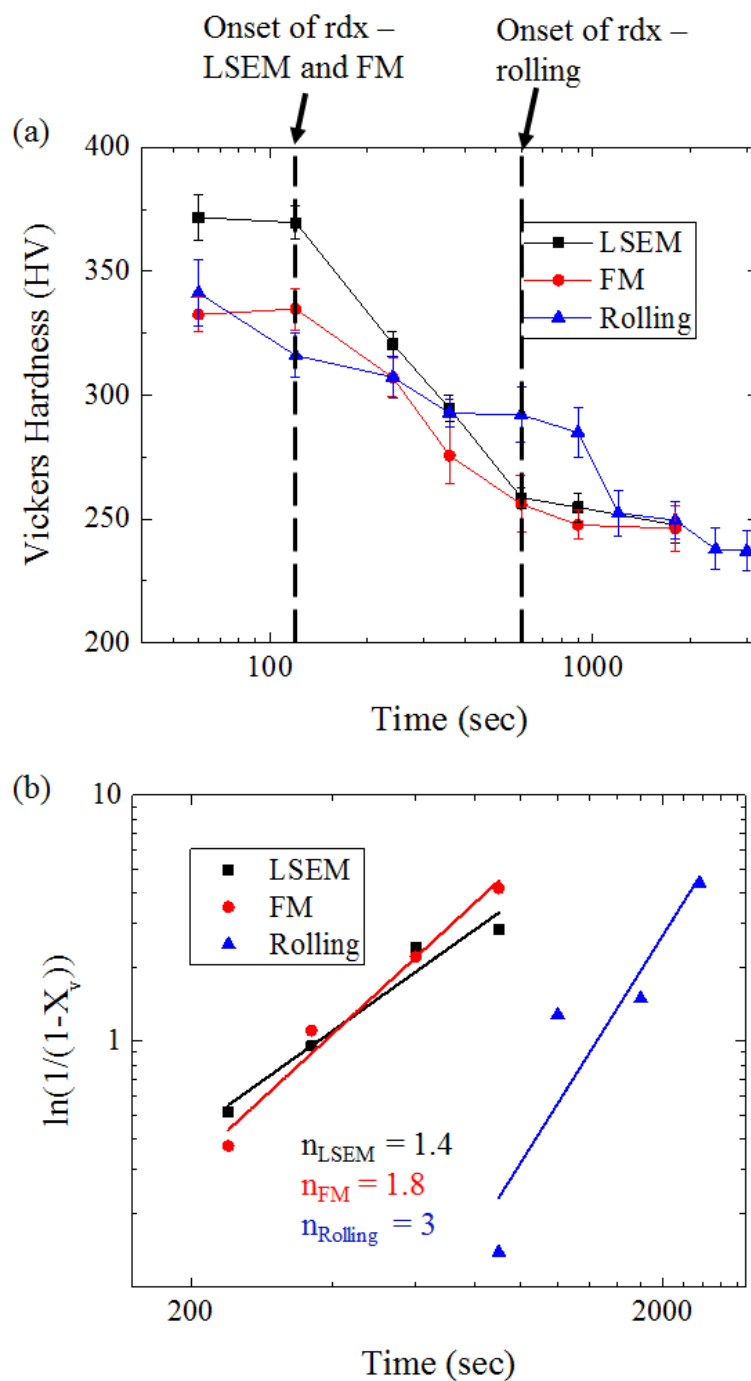 Onset of rdx –
LSEM and FM
Onset of rdx –
rolling
(a)
400
350
300
250
200
Vickers Hardness (HV)
LSEM
FM
Rolling
100
1000
Time (sec)
(b)
10
1
ln(1/(1-Xv))
LSEM
FM
Rolling
nLSEM = 1.4
nFM = 1.8
nRolling = 3
200
2000
Time (sec)